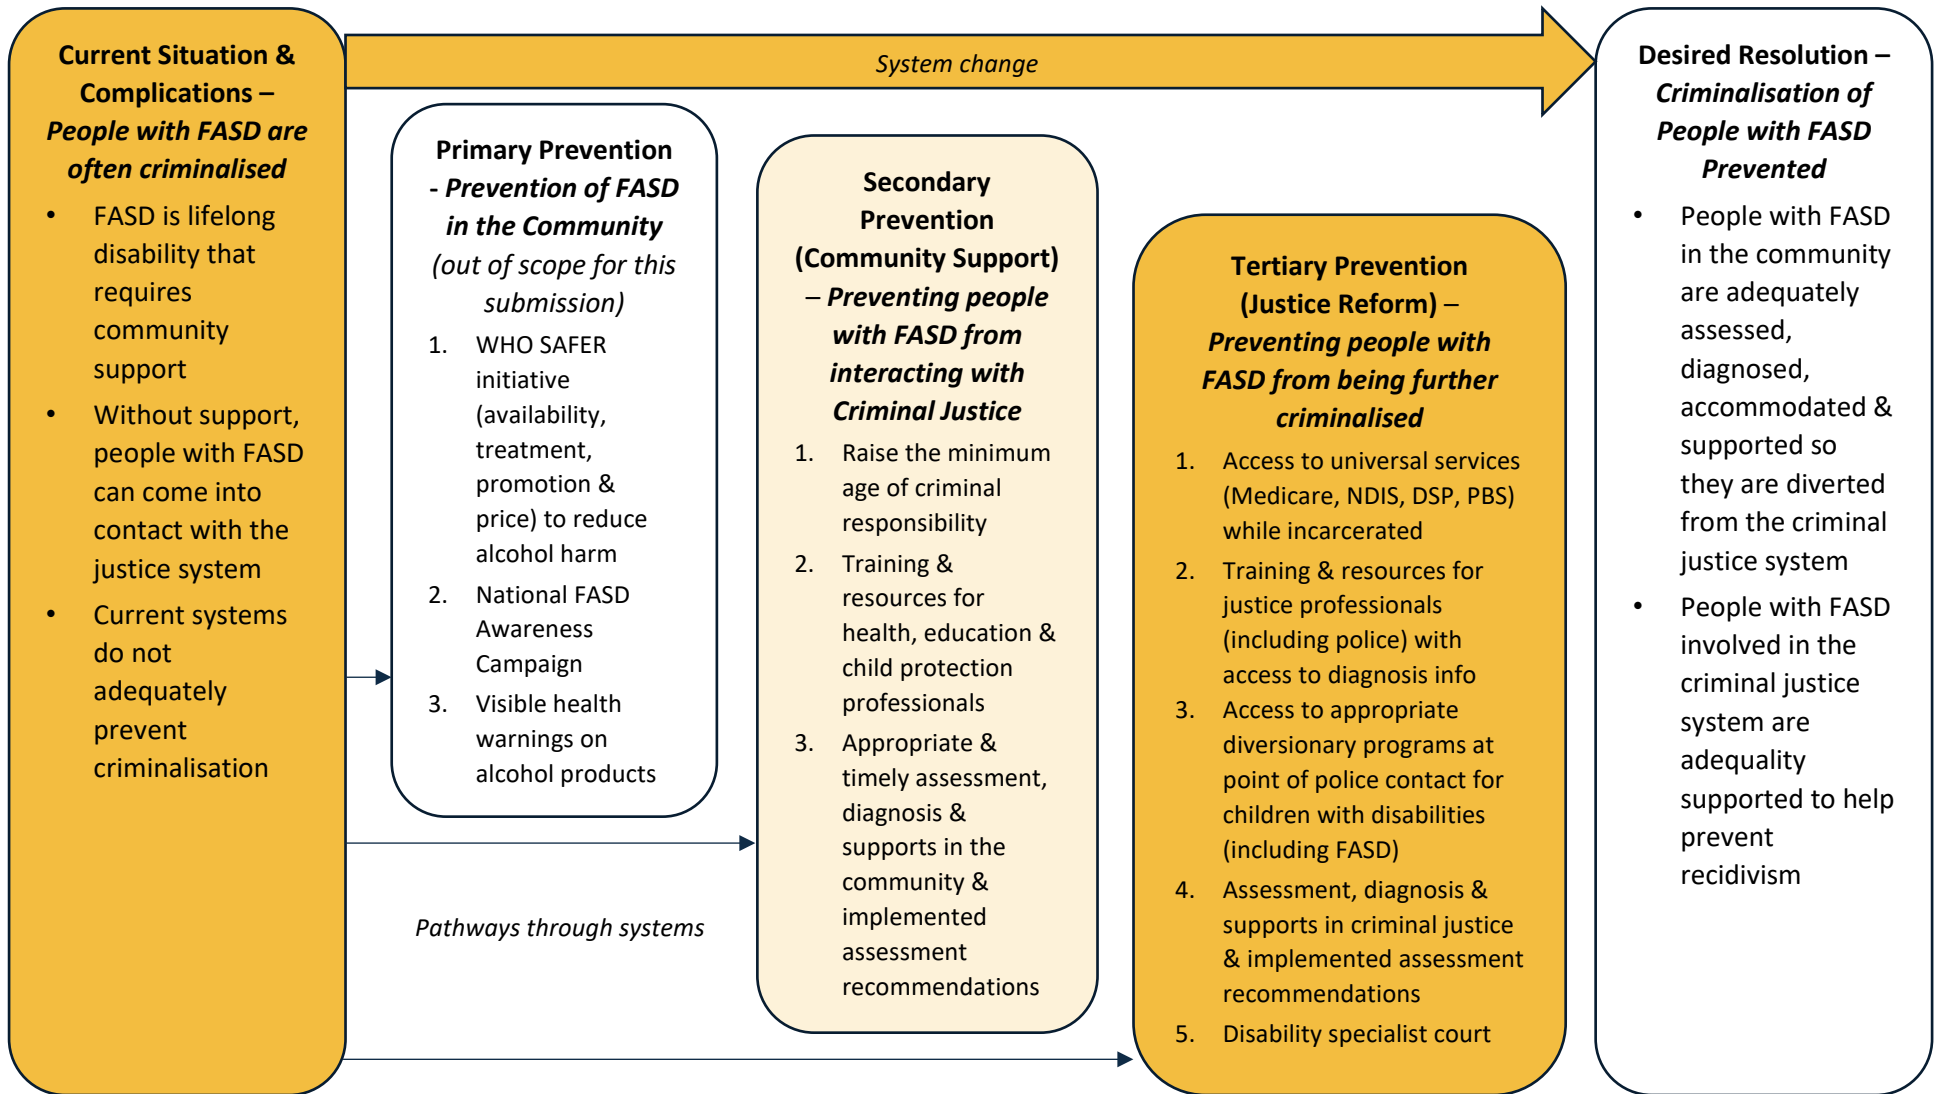 Current Situation &
Complications –
People with FASD are
often criminalised
• FASD is lifelong
disability that
requires
community
support
• Without support,
people with FASD
can come into
contact with the
justice system
• Current systems
do not
adequately
prevent
criminalisation
System change
Primary Prevention
- Prevention of FASD
in the Community
(out of scope for this
submission)
1. WHO SAFER
initiative
(availability,
treatment,
promotion &
price) to reduce
alcohol harm
2. National FASD
Awareness
Campaign
3. Visible health
warnings on
alcohol products
Pathways through systems
Secondary
Prevention
(Community Support)
– Preventing people
with FASD from
interacting with
Criminal Justice
1. Raise the minimum
age of criminal
responsibility
2. Training &
resources for
health, education &
child protection
professionals
3. Appropriate &
timely assessment,
diagnosis &
supports in the
community &
implemented
assessment
recommendations
Tertiary Prevention
(Justice Reform) –
Preventing people with
FASD from being further
criminalised
1. Access to universal services
(Medicare, NDIS, DSP, PBS)
while incarcerated
2. Training & resources for
justice professionals
(including police) with
access to diagnosis info
3. Access to appropriate
diversionary programs at
point of police contact for
children with disabilities
(including FASD)
4. Assessment, diagnosis &
supports in criminal justice
& implemented assessment
recommendations
5. Disability specialist court
Desired Resolution –
Criminalisation of
People with FASD
Prevented
• People with FASD
in the community
are adequately
assessed,
diagnosed,
accommodated &
supported so
they are diverted
from the criminal
justice system
• People with FASD
involved in the
criminal justice
system are
adequality
supported to help
prevent
recidivism